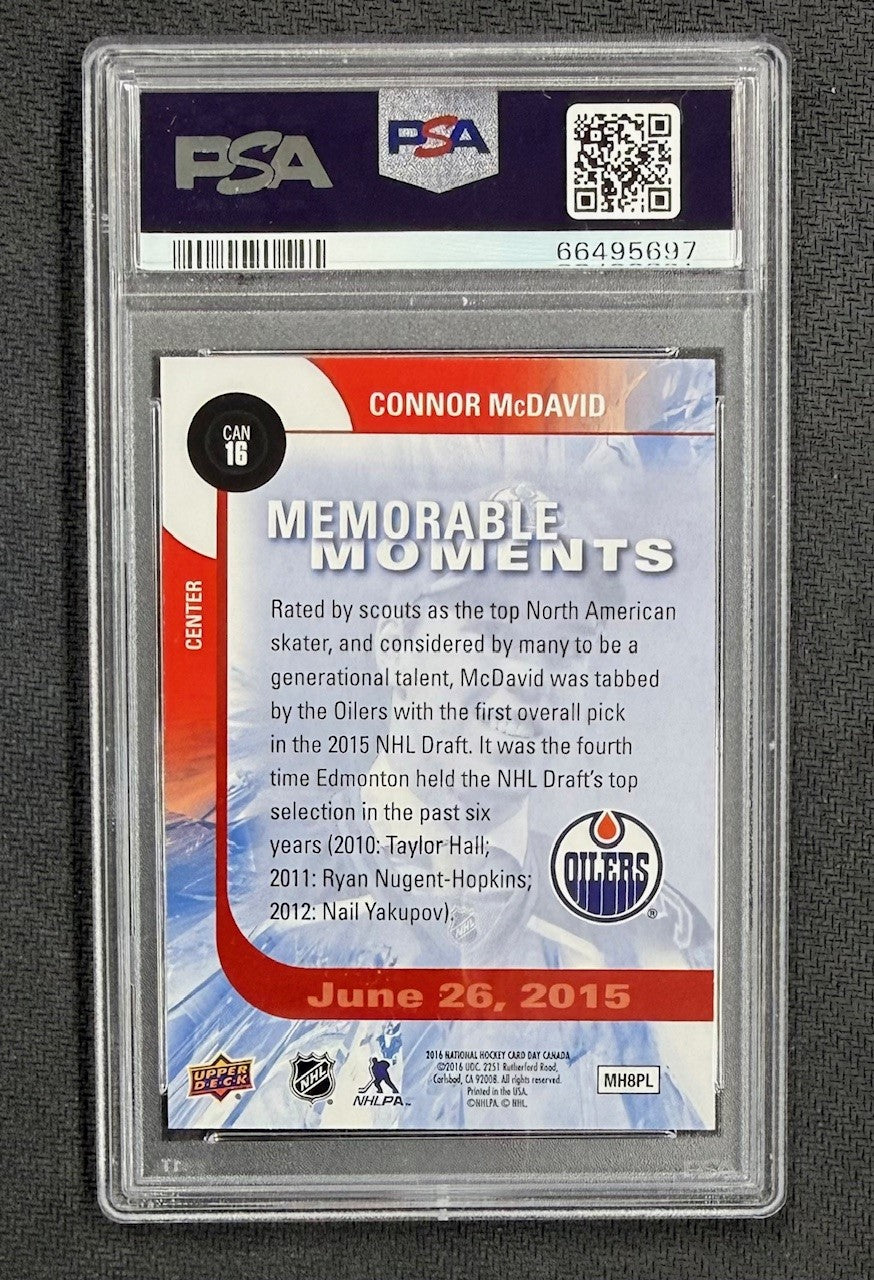 PSA
PSA
66495697
CAN
16
CONNOR McDAVID
CENTER
MEMORABLE
MOMENTS
Rated by scouts as the top North American
skater, and considered by many to be a
generational talent, McDavid was tabbed
by the Oilers with the first overall pick
in the 2015 NHL Draft. It was the fourth
time Edmonton held the NHL Draft's top
selection in the past six
years (2010: Taylor Hall;
2011: Ryan Nugent-Hopkins;
2012: Nail Yakupov).
OILERS
®
NHL
June 26, 2015
UPPER
DECK
NHL
NHLPA™
2016 NATIONAL HOCKEY CARD DAY CANADA
©2016 UDC. 2251 Rutherford Road,
Carlsbad, CA 92008. All rights reserved.
Printed in the USA.
©NHLPA. © NHL.
MH8PL
PSA